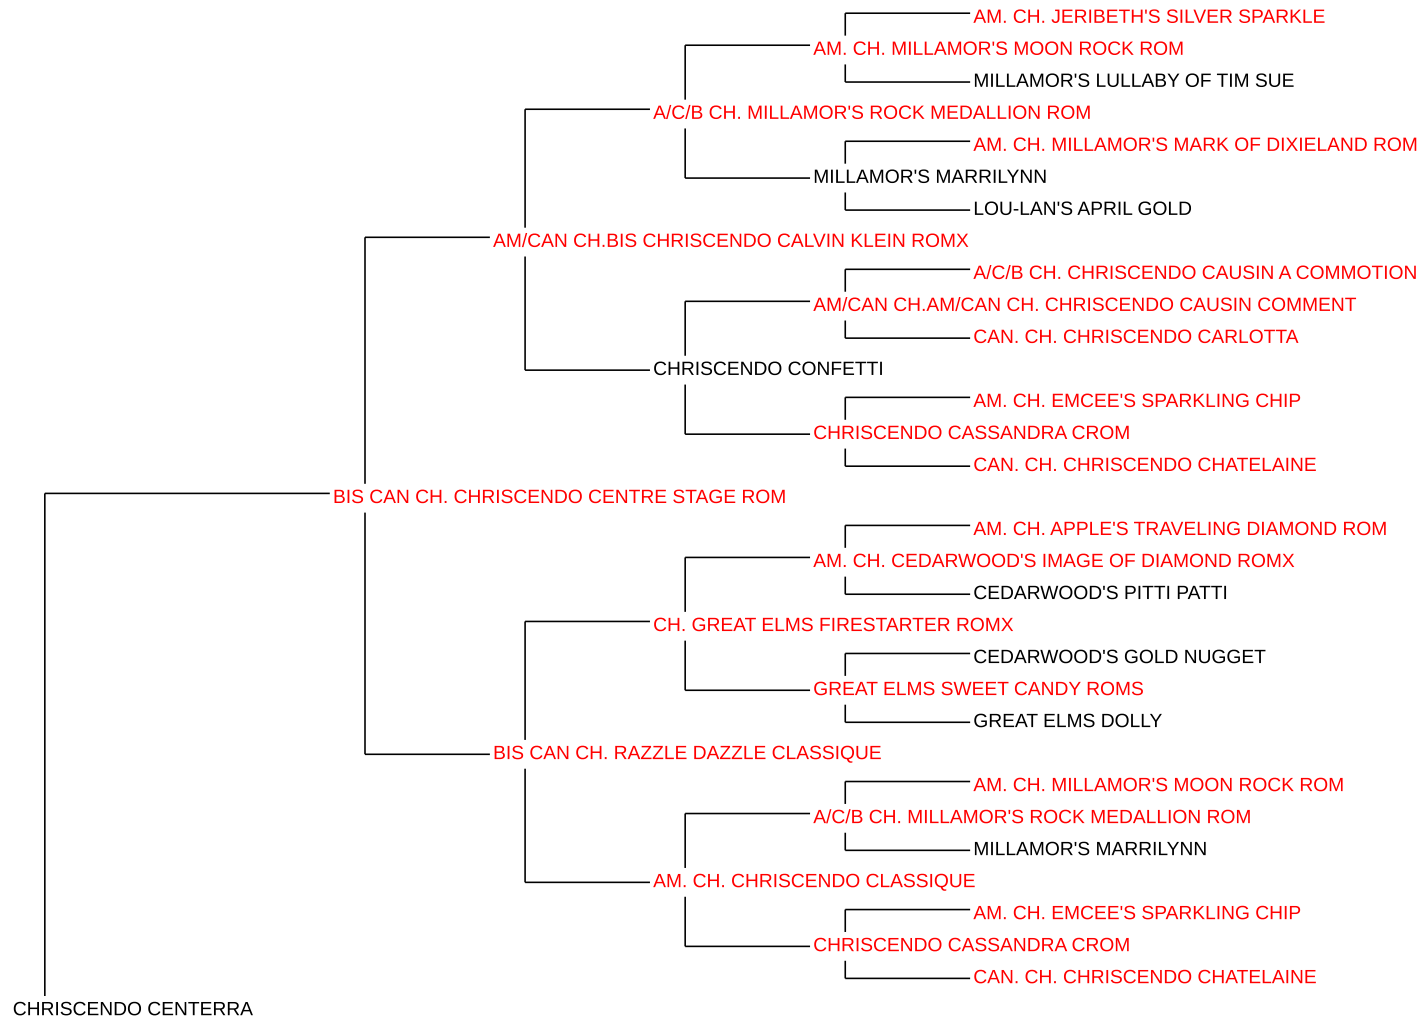 AM. CH. JERIBETH'S SILVER SPARKLE
AM. CH. MILLAMOR'S MOON ROCK ROM
MILLAMOR'S LULLABY OF TIM SUE
A/C/B CH. MILLAMOR'S ROCK MEDALLION ROM
AM. CH. MILLAMOR'S MARK OF DIXIELAND ROM
MILLAMOR'S MARRILYNN
LOU-LAN'S APRIL GOLD
AM/CAN CH.BIS CHRISCENDO CALVIN KLEIN ROMX
A/C/B CH. CHRISCENDO CAUSIN A COMMOTION
AM/CAN CH.AM/CAN CH. CHRISCENDO CAUSIN COMMENT
CAN. CH. CHRISCENDO CARLOTTA
CHRISCENDO CONFETTI
AM. CH. EMCEE'S SPARKLING CHIP
CHRISCENDO CASSANDRA CROM
CAN. CH. CHRISCENDO CHATELAINE
BIS CAN CH. CHRISCENDO CENTRE STAGE ROM
AM. CH. APPLE'S TRAVELING DIAMOND ROM
AM. CH. CEDARWOOD'S IMAGE OF DIAMOND ROMX
CEDARWOOD'S PITTI PATTI
CH. GREAT ELMS FIRESTARTER ROMX
CEDARWOOD'S GOLD NUGGET
GREAT ELMS SWEET CANDY ROMS
GREAT ELMS DOLLY
BIS CAN CH. RAZZLE DAZZLE CLASSIQUE
AM. CH. MILLAMOR'S MOON ROCK ROM
A/C/B CH. MILLAMOR'S ROCK MEDALLION ROM
MILLAMOR'S MARRILYNN
AM. CH. CHRISCENDO CLASSIQUE
AM. CH. EMCEE'S SPARKLING CHIP
CHRISCENDO CASSANDRA CROM
CAN. CH. CHRISCENDO CHATELAINE
CHRISCENDO CENTERRA